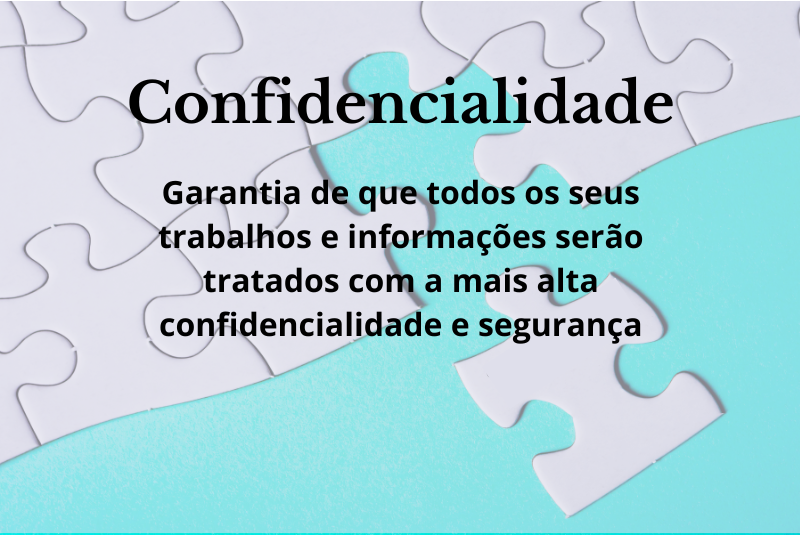 Confidencialidade
Garantia de que todos os seus
trabalhos e informações serão
tratados com a mais alta
confidencialidade e segurança